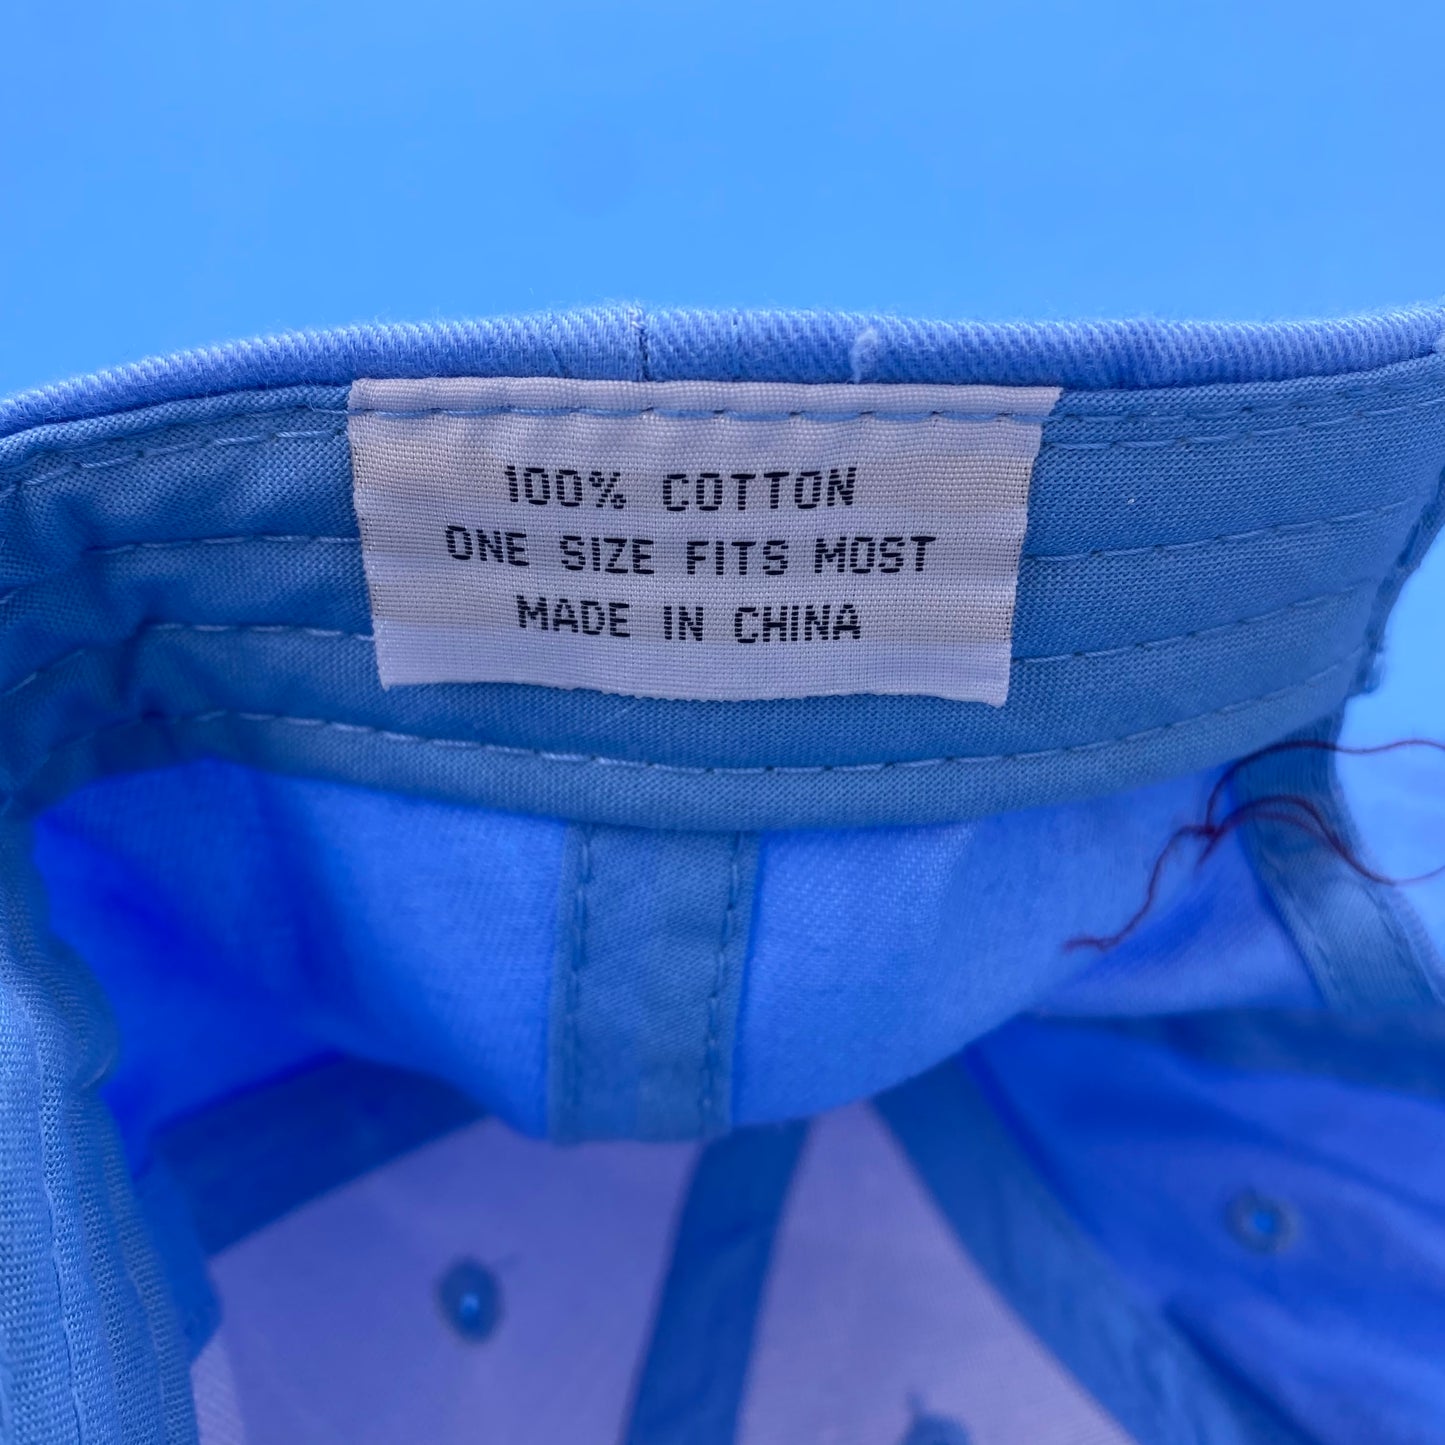 100% COTTON
ONE SIZE FITS MOST
MADE IN CHINA